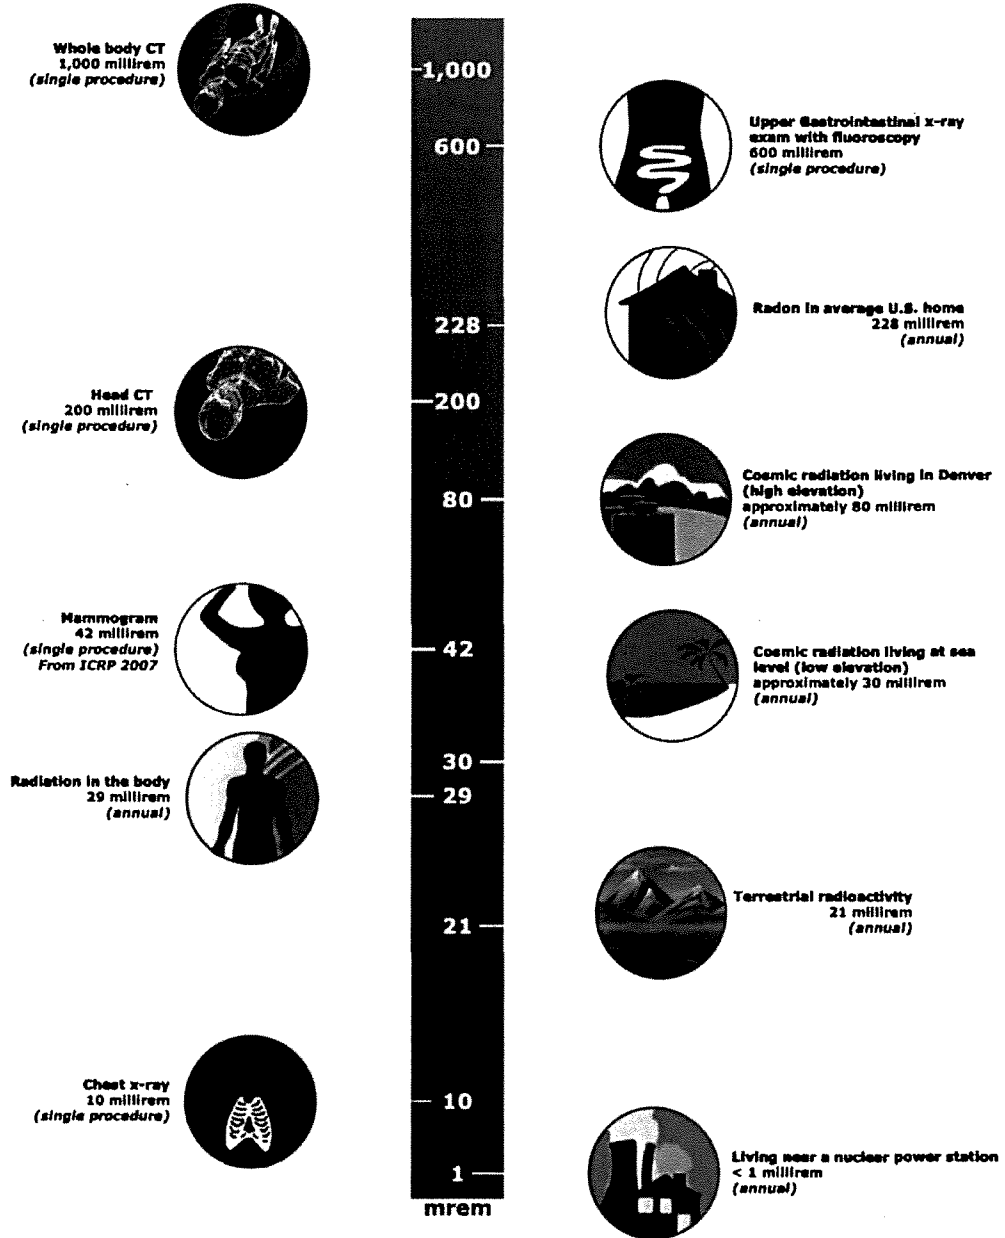 Whole body CT
1,000 millirem
(single procedure)
1,000
Upper Gastrointestinal x-ray
exam with fluoroscopy
600 millirem
(single procedure)
600
Radon in average U.S. home
228 millirem
(annual)
228
Head CT
200 millirem
(single procedure)
200
Cosmic radiation living in Denver
(high elevation)
approximately 80 millirem
(annual)
80
Mammogram
42 millirem
(single procedure)
From ICRP 2007
42
Cosmic radiation living at sea
level (low elevation)
approximately 30 millirem
(annual)
30
Radiation in the body
29 millirem
(annual)
29
Terrestrial radioactivity
21 millirem
(annual)
21
Chest x-ray
10 millirem
(single procedure)
10
Living near a nuclear power station
< 1 millirem
(annual)
1
mrem